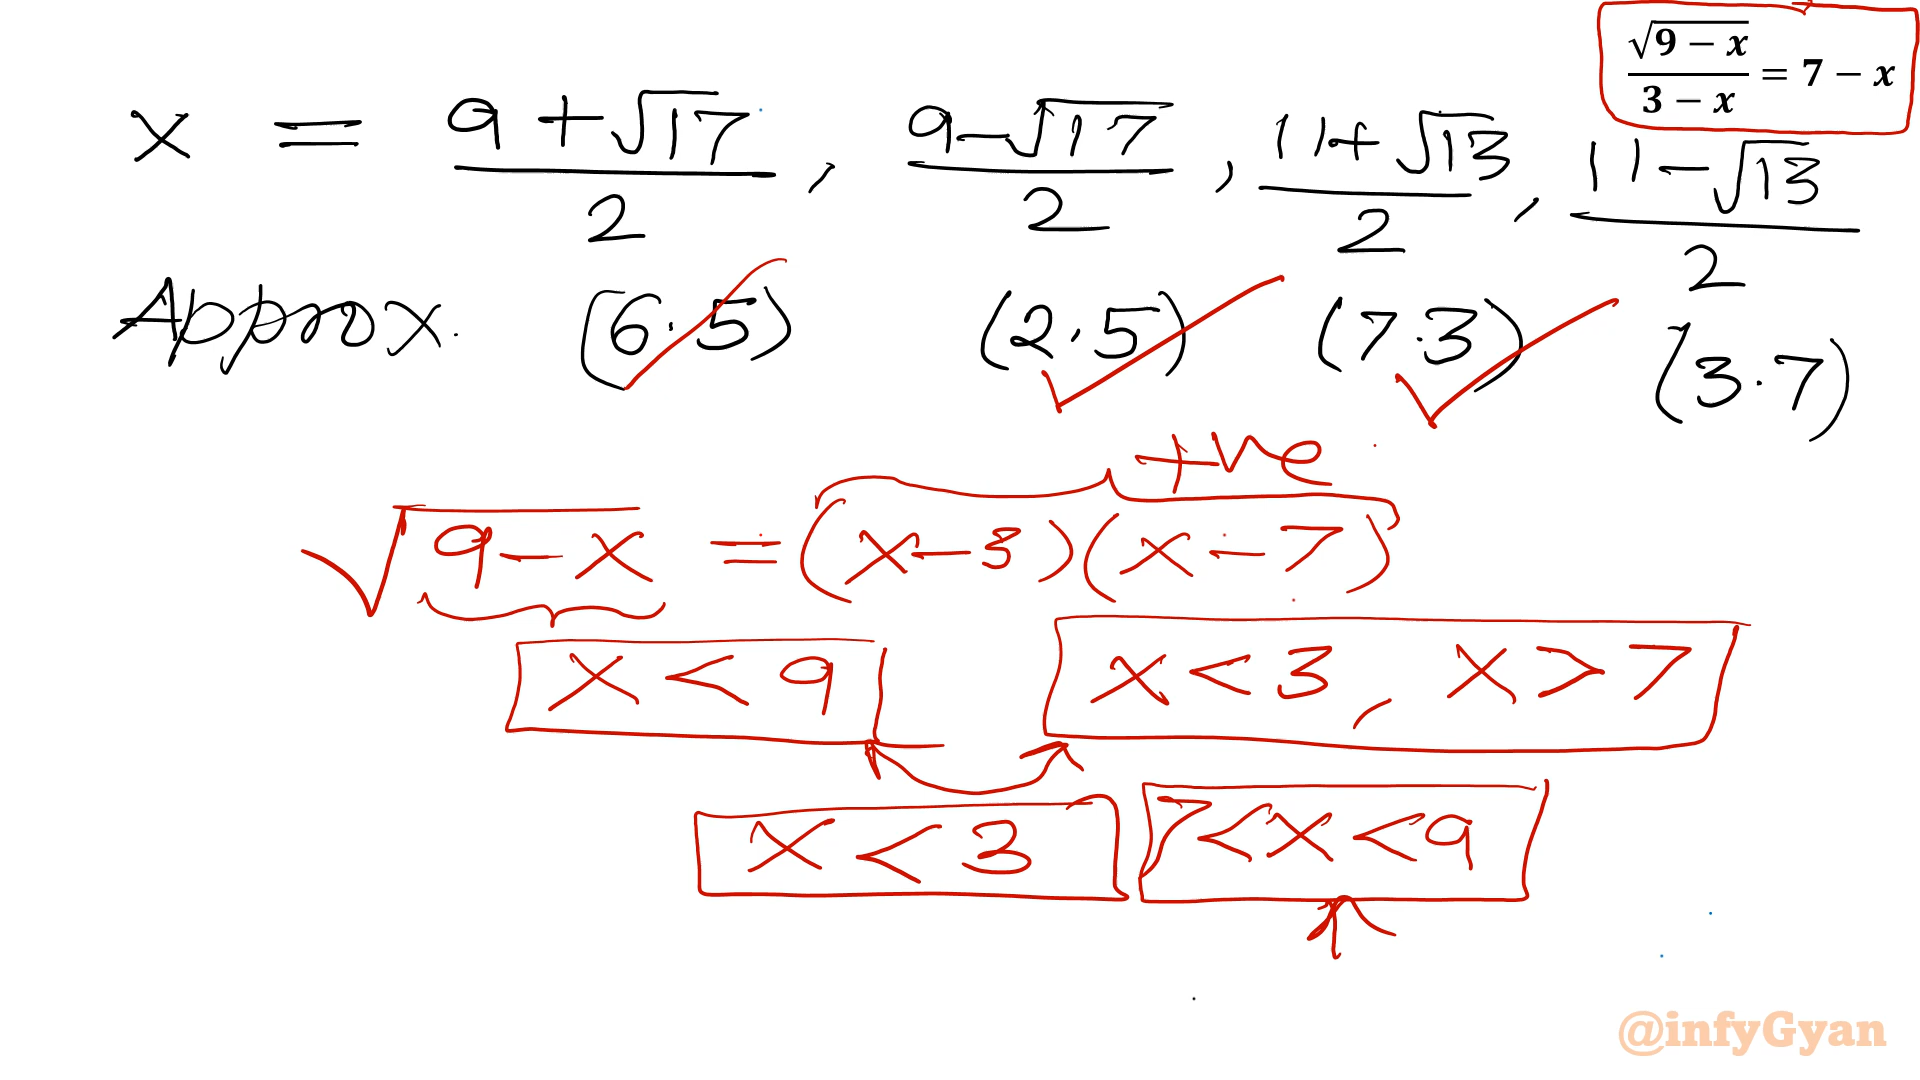 √(9 − x) / (3 − x) = 7 − x
x = (9 + √17)/2 , (9 − √17)/2 , (11 + √13)/2 , (11 − √13)/2
Approx. (6.5) (2.5) (7.3) (3.7)
+ve
√(9 − x) = (x − 3)(x − 7)
x < 9 x < 3 , x > 7
x < 3 7 < x < 9
@infyGyan